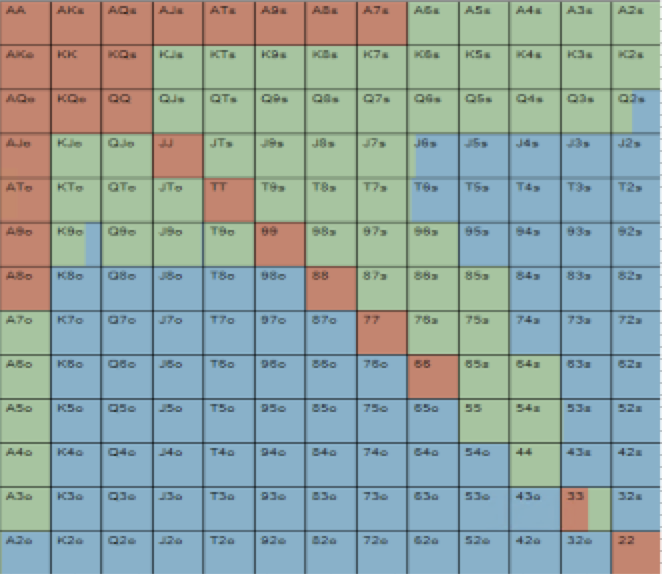 AA AKs AQs AJs ATs A9s A8s A7s A6s A5s A4s A3s A2s
AKo KK KQs KJs KTs K9s K8s K7s K6s K5s K4s K3s K2s
AQo KQo QQ QJs QTs Q9s Q8s Q7s Q6s Q5s Q4s Q3s Q2s
AJo KJo QJo JJ JTs J9s J8s J7s J6s J5s J4s J3s J2s
ATo KTo QTo JTo TT T9s T8s T7s T6s T5s T4s T3s T2s
A9o K9o Q9o J9o T9o 99 98s 97s 96s 95s 94s 93s 92s
A8o K8o Q8o J8o T8o 98o 88 87s 86s 85s 84s 83s 82s
A7o K7o Q7o J7o T7o 97o 87o 77 76s 75s 74s 73s 72s
A6o K6o Q6o J6o T6o 96o 86o 76o 66 65s 64s 63s 62s
A5o K5o Q5o J5o T5o 95o 85o 75o 65o 55 54s 53s 52s
A4o K4o Q4o J4o T4o 94o 84o 74o 64o 54o 44 43s 42s
A3o K3o Q3o J3o T3o 93o 83o 73o 63o 53o 43o 33 32s
A2o K2o Q2o J2o T2o 92o 82o 72o 62o 52o 42o 32o 22